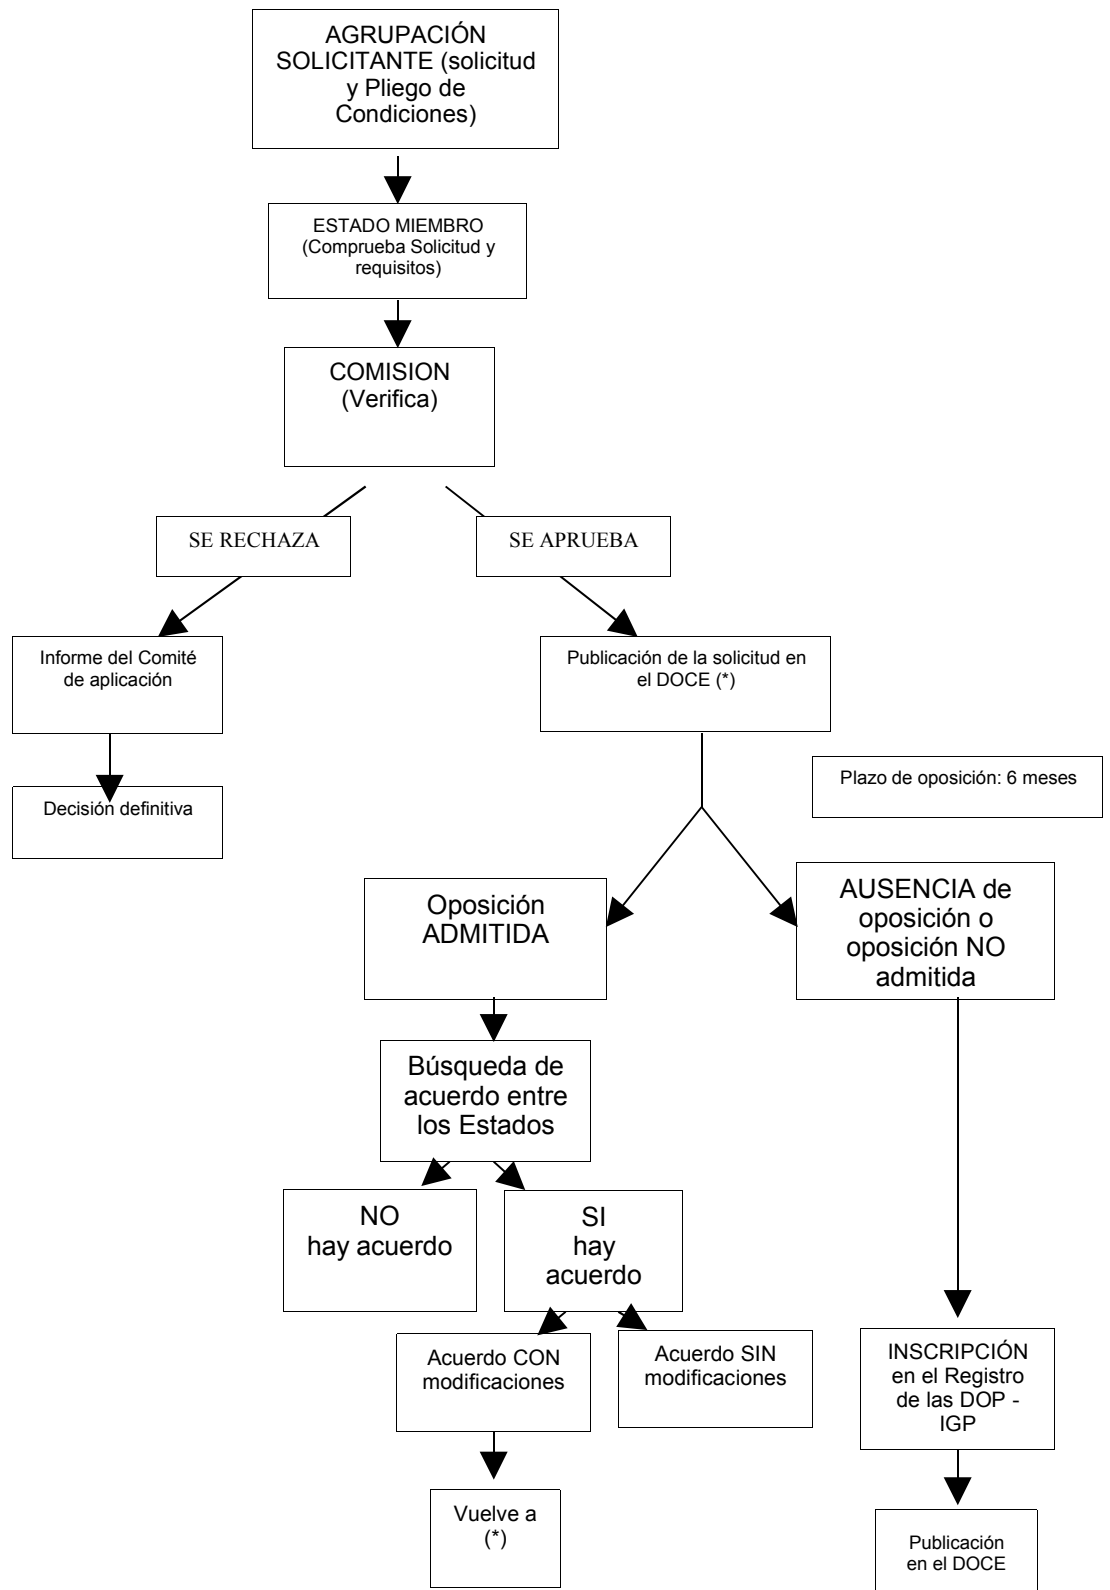 AGRUPACIÓN
SOLICITANTE (solicitud
y Pliego de
Condiciones)
ESTADO MIEMBRO
(Comprueba Solicitud y
requisitos)
COMISION
(Verifica)
SE RECHAZA
SE APRUEBA
Informe del Comité
de aplicación
Publicación de la solicitud en
el DOCE (*)
Decisión definitiva
Plazo de oposición: 6 meses
Oposición
ADMITIDA
AUSENCIA de
oposición o
oposición NO
admitida
Búsqueda de
acuerdo entre
los Estados
NO
hay acuerdo
SI
hay
acuerdo
Acuerdo CON
modificaciones
Acuerdo SIN
modificaciones
INSCRIPCIÓN
en el Registro
de las DOP -
IGP
Vuelve a
(*)
Publicación
en el DOCE